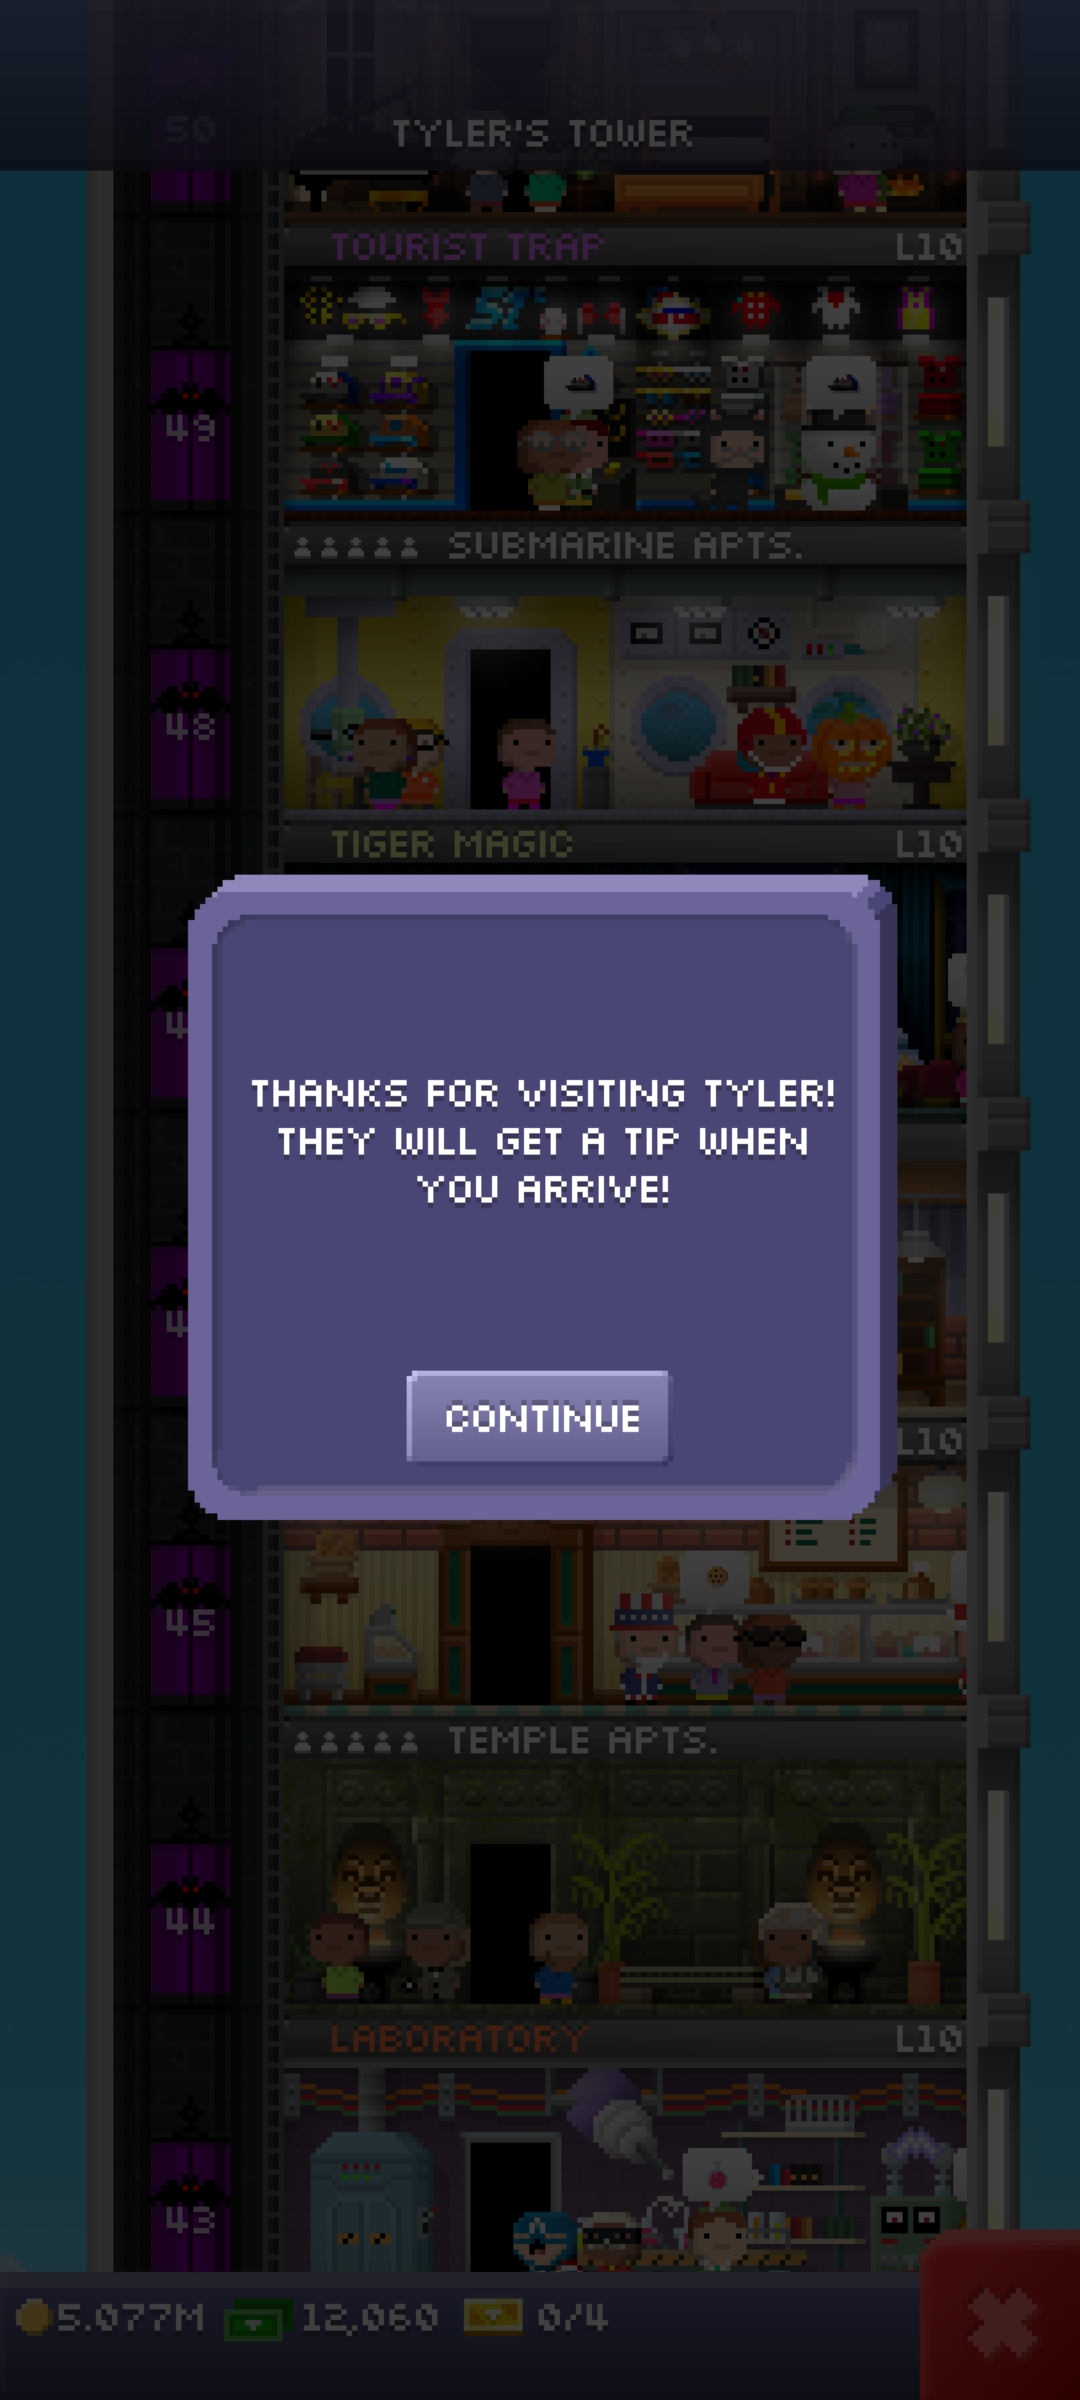 50
TYLER'S TOWER
TOURIST TRAP L10
49
SUBMARINE APTS.
48
TIGER MAGIC L10
4
THANKS FOR VISITING TYLER!
THEY WILL GET A TIP WHEN
YOU ARRIVE!
4
CONTINUE
L10
45
TEMPLE APTS.
44
LABORATORY L10
43
5.077M 12,060 0/4